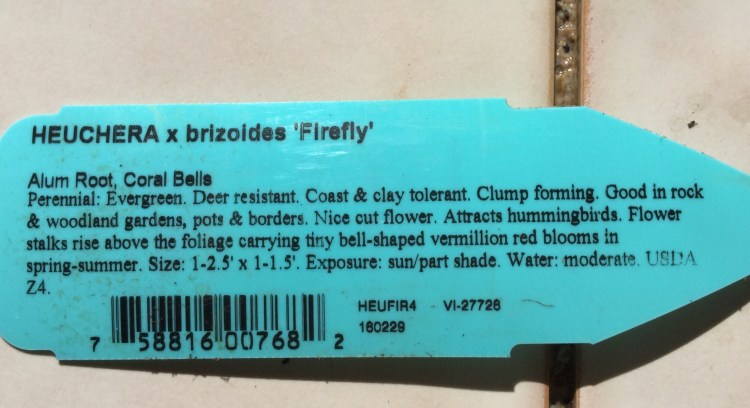 HEUCHERA x brizoides 'Firefly'
Alum Root, Coral Bells
Perennial: Evergreen. Deer resistant. Coast & clay tolerant. Clump forming. Good in rock
& woodland gardens, pots & borders. Nice cut flower. Attracts hummingbirds. Flower
stalks rise above the foliage carrying tiny bell-shaped vermillion red blooms in
spring-summer. Size: 1-2.5' x 1-1.5'. Exposure: sun/part shade. Water: moderate. USDA
Z4.
HEUFIR4 VI-27726
160229
7 58816 00768 2